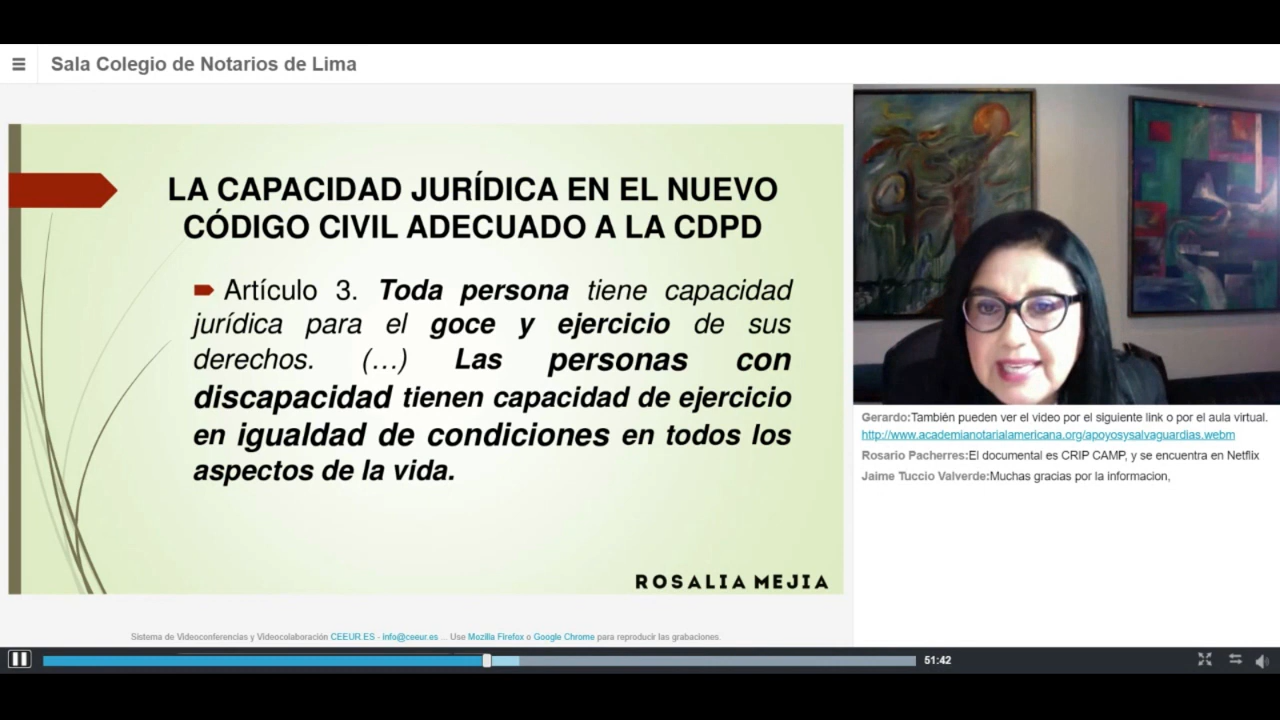 Sala Colegio de Notarios de Lima
LA CAPACIDAD JURÍDICA EN EL NUEVO
CÓDIGO CIVIL ADECUADO A LA CDPD
Artículo 3. Toda persona tiene capacidad
jurídica para el goce y ejercicio de sus
derechos. (...) Las personas con
discapacidad tienen capacidad de ejercicio
en igualdad de condiciones en todos los
aspectos de la vida.
ROSALIA MEJIA
Gerardo:También pueden ver el video por el siguiente link o por el aula virtual.
http://www.academianotarialamericana.org/apoyosysalvaguardias.webm
Rosario Pacherres:El documental es CRIP CAMP, y se encuentra en Netflix
Jaime Tuccio Valverde:Muchas gracias por la informacion,
Sistema de Videoconferencias y Videocolaboración CEEUR.ES - info@ceeur.es ... Use Mozilla Firefox o Google Chrome para reproducir las grabaciones.
51:42